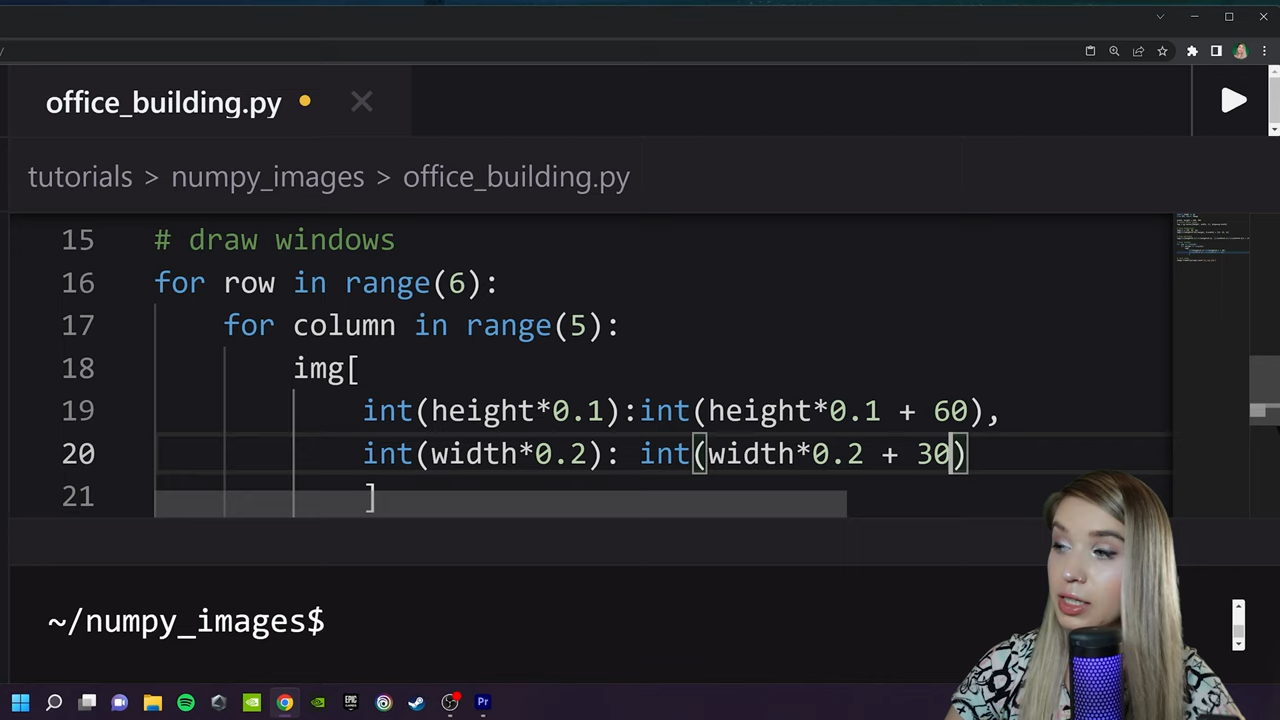 office_building.py
tutorials > numpy_images > office_building.py
15 # draw windows
16 for row in range(6):
17 for column in range(5):
18 img[
19 int(height*0.1):int(height*0.1 + 60),
20 int(width*0.2): int(width*0.2 + 30)
21 ]
~/numpy_images$